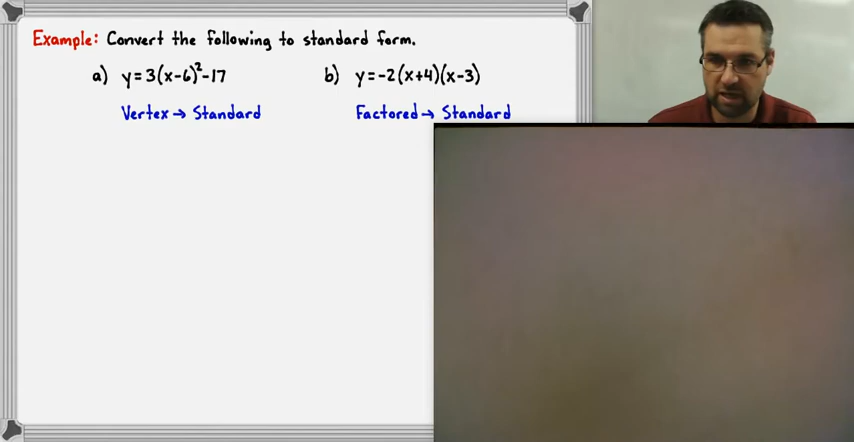 Example: Convert the following to standard form.
a) y=3(x-6)²-17
b) y=-2(x+4)(x-3)
Vertex → Standard
Factored → Standard